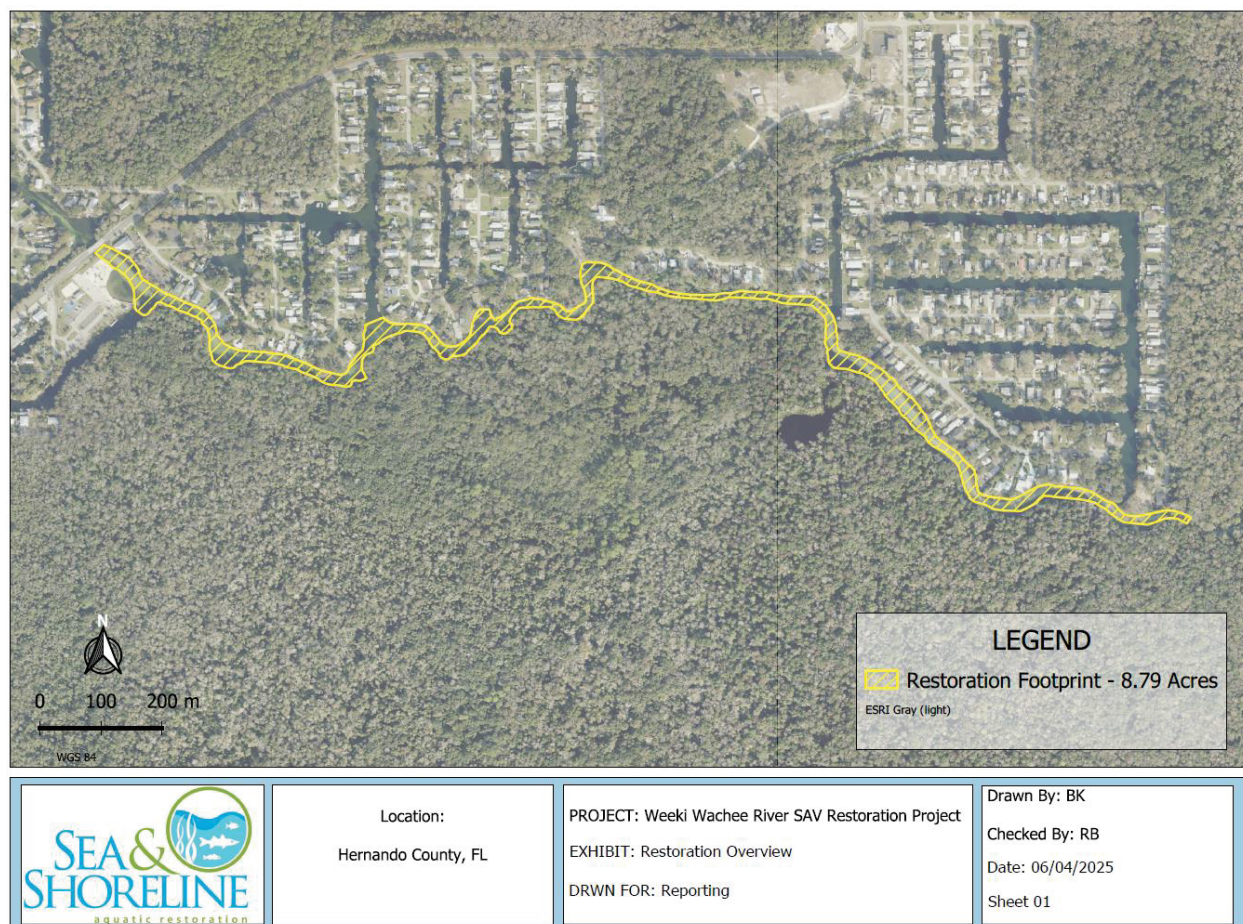 N
0 100 200 m
WGS 84
LEGEND
Restoration Footprint - 8.79 Acres
ESRI Gray (light)
SEA &
SHORELINE
aquatic restoration
Location:
Hernando County, FL
PROJECT: Weeki Wachee River SAV Restoration Project
EXHIBIT: Restoration Overview
DRWN FOR: Reporting
Drawn By: BK
Checked By: RB
Date: 06/04/2025
Sheet 01